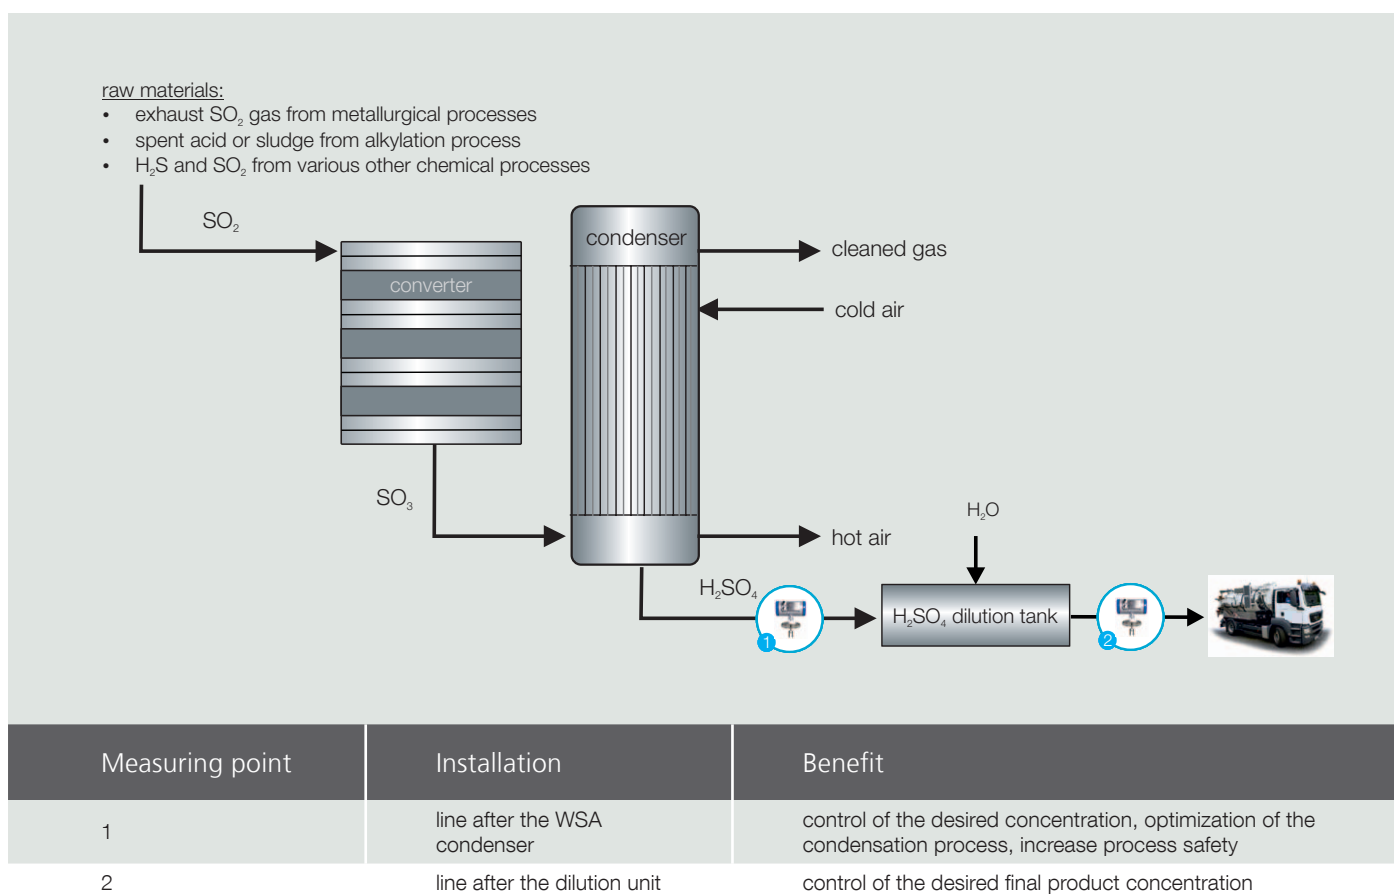 raw materials:
• exhaust SO₂ gas from metallurgical processes
• spent acid or sludge from alkylation process
• H₂S and SO₂ from various other chemical processes
SO₂
condenser
cleaned gas
converter
cold air
SO₃
H₂O
hot air
H₂SO₄
H₂SO₄ dilution tank
1
2
Measuring point Installation Benefit
1 line after the WSA condenser control of the desired concentration, optimization of the condensation process, increase process safety
2 line after the dilution unit control of the desired final product concentration